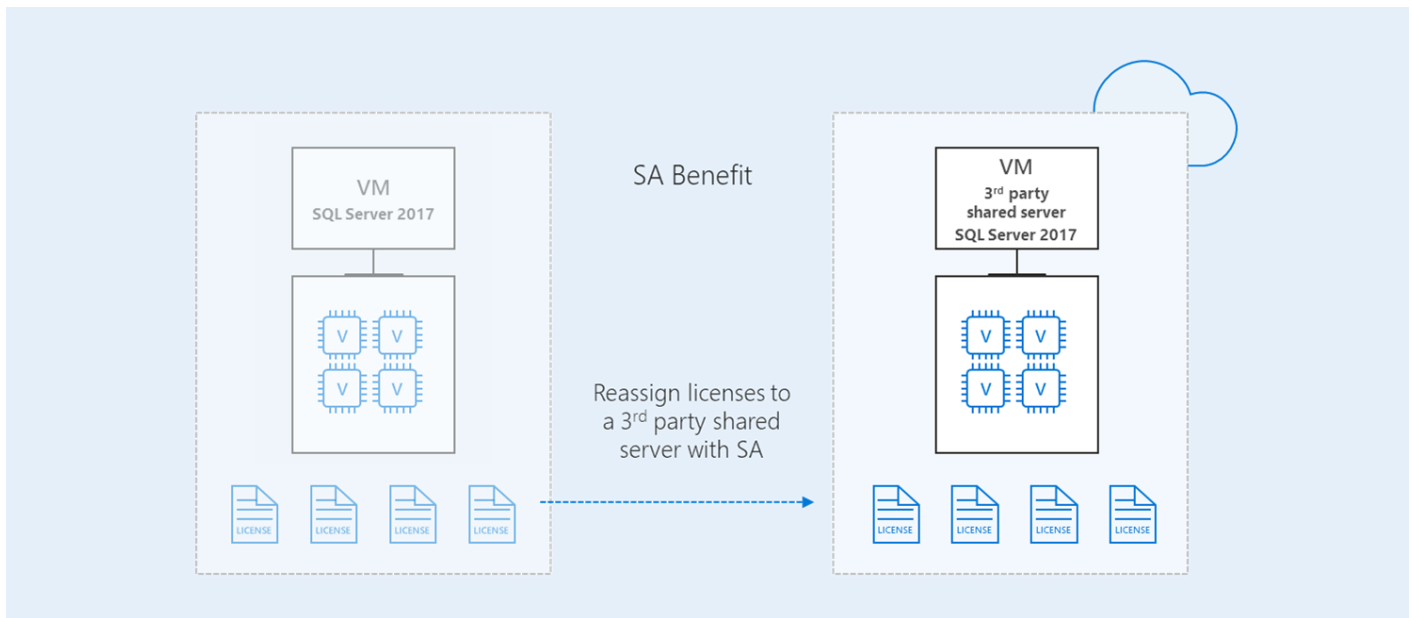 VM
SQL Server 2017
V V
V V
LICENSE LICENSE LICENSE LICENSE
SA Benefit
Reassign licenses to
a 3rd party shared
server with SA
VM
3rd party
shared server
SQL Server 2017
V V
V V
LICENSE LICENSE LICENSE LICENSE